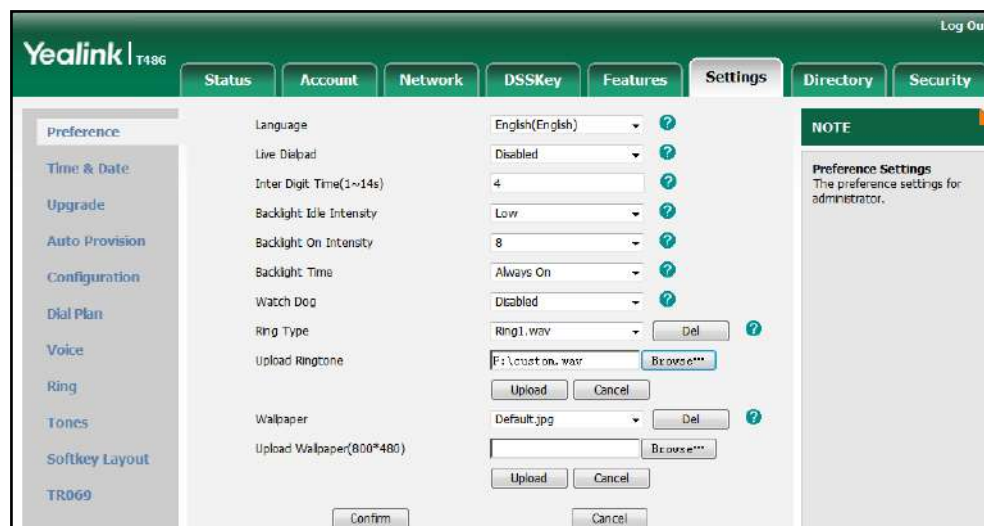 Log Ou
Yealink T48G
Status Account Network DSSKey Features Settings Directory Security
Preference
Time & Date
Upgrade
Auto Provision
Configuration
Dial Plan
Voice
Ring
Tones
Softkey Layout
TR069
Language English(English)
Live Dialpad Disabled
Inter Digit Time(1~14s) 4
Backlight Idle Intensity Low
Backlight On Intensity 8
Backlight Time Always On
Watch Dog Disabled
Ring Type Ring1.wav Del
Upload Ringtone F:\custon.wav Browse...
Upload Cancel
Wallpaper Default.jpg Del
Upload Wallpaper(800*480) Browse...
Upload Cancel
Confirm Cancel
NOTE
Preference Settings
The preference settings for
administrator.